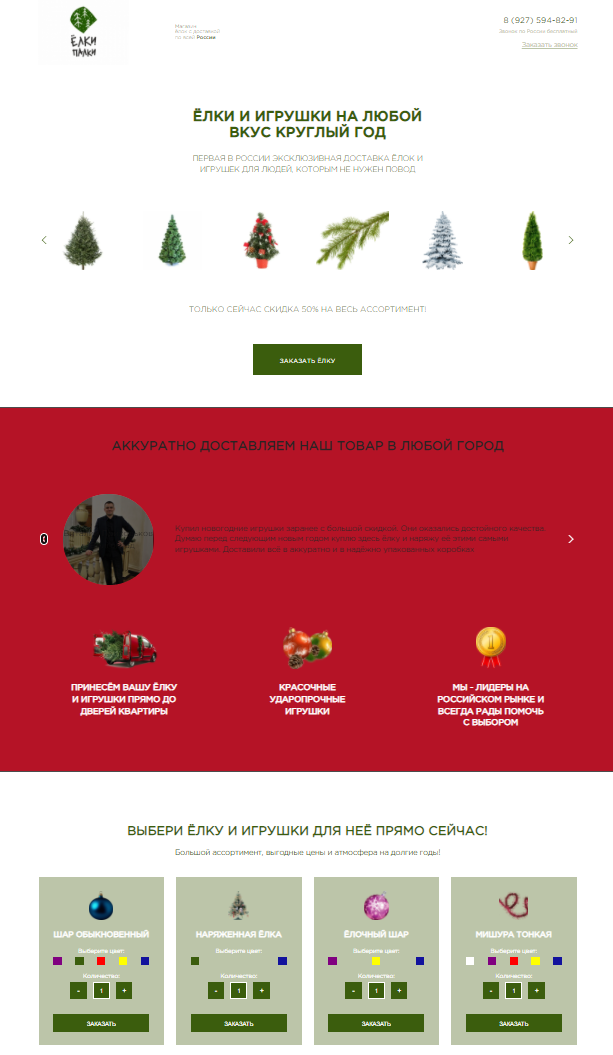 ЁЛКИ
ПАЛКИ
Магазин
ёлок с доставкой
по всей России
8 (927) 594-82-91
Звонок по России бесплатный
Заказать звонок
ЁЛКИ И ИГРУШКИ НА ЛЮБОЙ
ВКУС КРУГЛЫЙ ГОД
ПЕРВАЯ В РОССИИ ЭКСКЛЮЗИВНАЯ ДОСТАВКА ЁЛОК И
ИГРУШЕК ДЛЯ ЛЮДЕЙ, КОТОРЫМ НЕ НУЖЕН ПОВОД
ТОЛЬКО СЕЙЧАС СКИДКА 50% НА ВЕСЬ АССОРТИМЕНТ!
ЗАКАЗАТЬ ЁЛКУ
АККУРАТНО ДОСТАВЛЯЕМ НАШ ТОВАР В ЛЮБОЙ ГОРОД
Купил новогодние игрушки заранее с большой скидкой. Они оказались достойного качества.
Думаю перед следующим новым годом куплю здесь ёлку и наряжу её этими самыми
игрушками. Доставили всё в аккуратно и в надёжно упакованных коробках.
ПРИНЕСЁМ ВАШУ ЁЛКУ
И ИГРУШКИ ПРЯМО ДО
ДВЕРЕЙ КВАРТИРЫ
КРАСОЧНЫЕ
УДАРОПРОЧНЫЕ
ИГРУШКИ
МЫ - ЛИДЕРЫ НА
РОССИЙСКОМ РЫНКЕ И
ВСЕГДА РАДЫ ПОМОЧЬ
С ВЫБОРОМ
ВЫБЕРИ ЁЛКУ И ИГРУШКИ ДЛЯ НЕЁ ПРЯМО СЕЙЧАС!
Большой ассортимент, выгодные цены и атмосфера на долгие годы!
ШАР ОБЫКНОВЕННЫЙ
Выберите цвет:
Количество:
- 1 +
ЗАКАЗАТЬ
НАРЯЖЕННАЯ ЁЛКА
Выберите цвет:
Количество:
- 1 +
ЗАКАЗАТЬ
ЁЛОЧНЫЙ ШАР
Выберите цвет:
Количество:
- 1 +
ЗАКАЗАТЬ
МИШУРА ТОНКАЯ
Выберите цвет:
Количество:
- 1 +
ЗАКАЗАТЬ